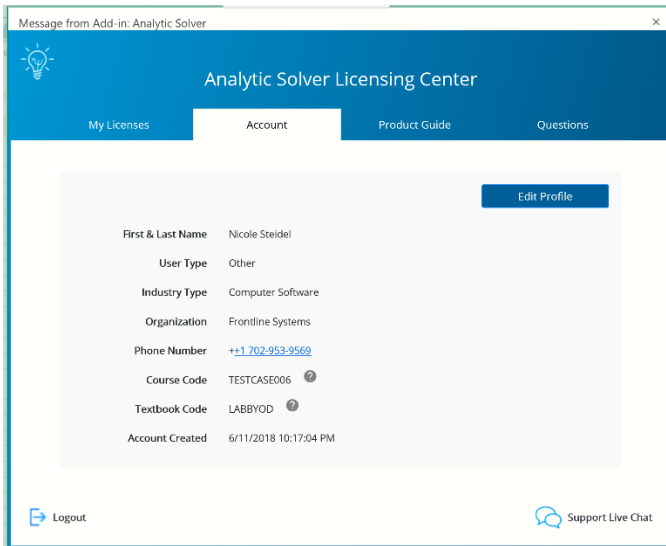 Message from Add-in: Analytic Solver
Analytic Solver Licensing Center
My Licenses Account Product Guide Questions
Edit Profile
First & Last Name Nicole Steidel
User Type Other
Industry Type Computer Software
Organization Frontline Systems
Phone Number ++1 702-953-9569
Course Code TESTCASE006 ?
Textbook Code LABBYOD ?
Account Created 6/11/2018 10:17:04 PM
Logout Support Live Chat